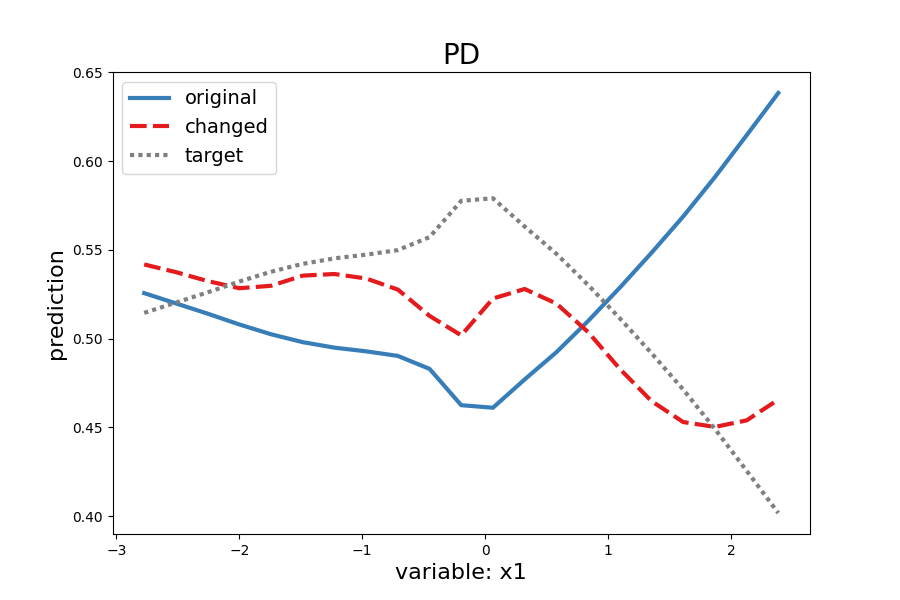 PD
original
changed
target
prediction
0.65
0.60
0.55
0.50
0.45
0.40
−3
−2
−1
0
1
2
variable: x1